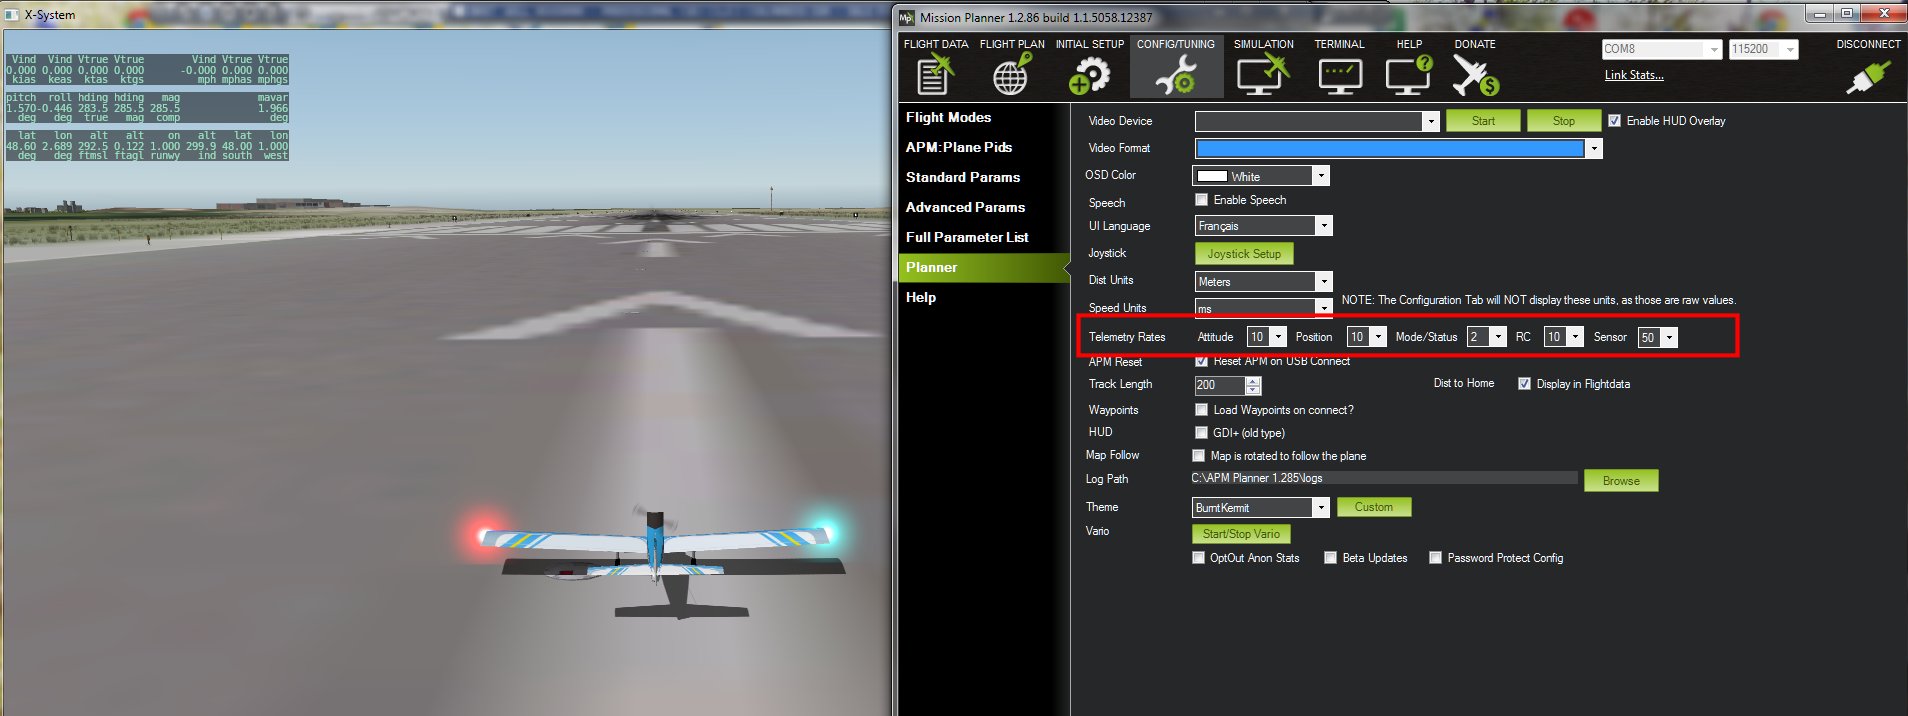 X-System
Vind Vind Vtrue Vtrue Vind Vtrue Vtrue
0.000 0.000 0.000 0.000 -0.000 0.000 0.000
kias keas ktas ktgs mph mphas mphgs
pitch roll hding hding mag mavar
1.570 -0.446 283.5 285.5 285.5 1.966
deg deg true mag comp deg
lat lon alt alt on alt lat lon
48.60 2.689 292.5 0.122 1.000 299.9 48.00 1.000
deg deg ftmsl ftagl runwy ind south west
Mission Planner 1.2.86 build 1.1.5058.12387
FLIGHT DATA FLIGHT PLAN INITIAL SETUP CONFIG/TUNING SIMULATION TERMINAL HELP DONATE
COM8 115200 DISCONNECT
Link Stats...
Flight Modes
APM:Plane Pids
Standard Params
Advanced Params
Full Parameter List
Planner
Help
Video Device Start Stop Enable HUD Overlay
Video Format
OSD Color White
Speech Enable Speech
UI Language Français
Joystick Joystick Setup
Dist Units Meters
Speed Units ms NOTE: The Configuration Tab will NOT display these units, as those are raw values.
Telemetry Rates Attitude 10 Position 10 Mode/Status 2 RC 10 Sensor 50
APM Reset Reset APM on USB Connect
Track Length 200 Dist to Home Display in Flightdata
Waypoints Load Waypoints on connect?
HUD GDI+ (old type)
Map Follow Map is rotated to follow the plane
Log Path C:\APM Planner 1.285\logs Browse
Theme BurntKermit Custom
Vario Start/Stop Vario
OptOut Anon Stats Beta Updates Password Protect Config